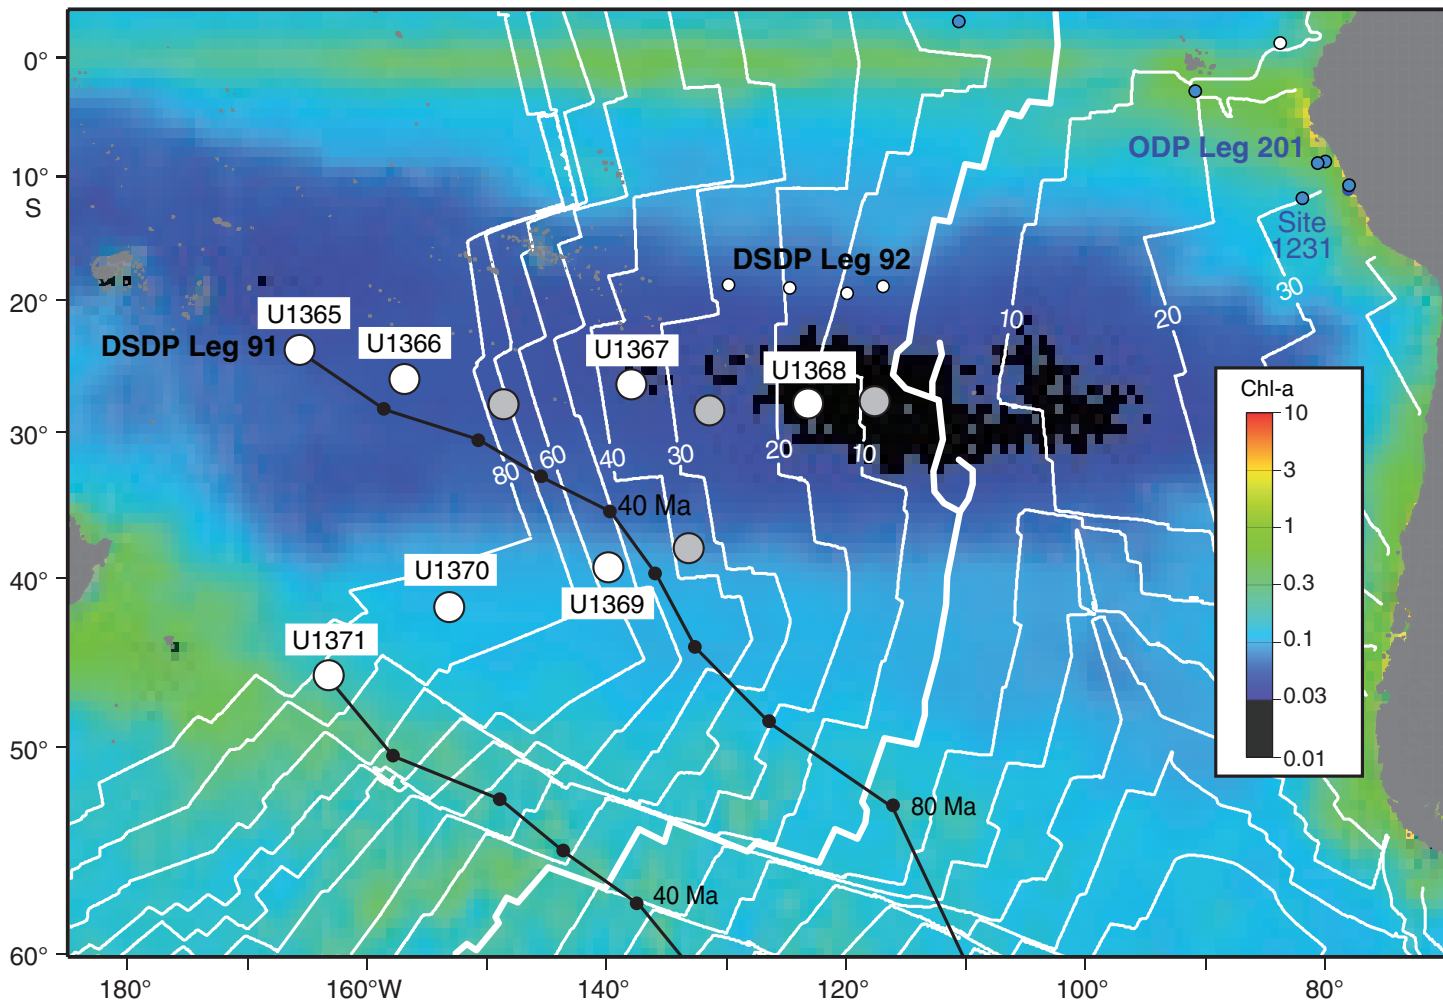 0°
10°
S
20°
30°
40°
50°
60°
180°
160°W
140°
120°
100°
80°
ODP Leg 201
Site
1231
DSDP Leg 92
DSDP Leg 91
U1365
U1366
U1367
U1368
U1370
U1369
U1371
80
60
40
30
20
10
10
20
30
40 Ma
80 Ma
40 Ma
Chl-a
10
3
1
0.3
0.1
0.03
0.01